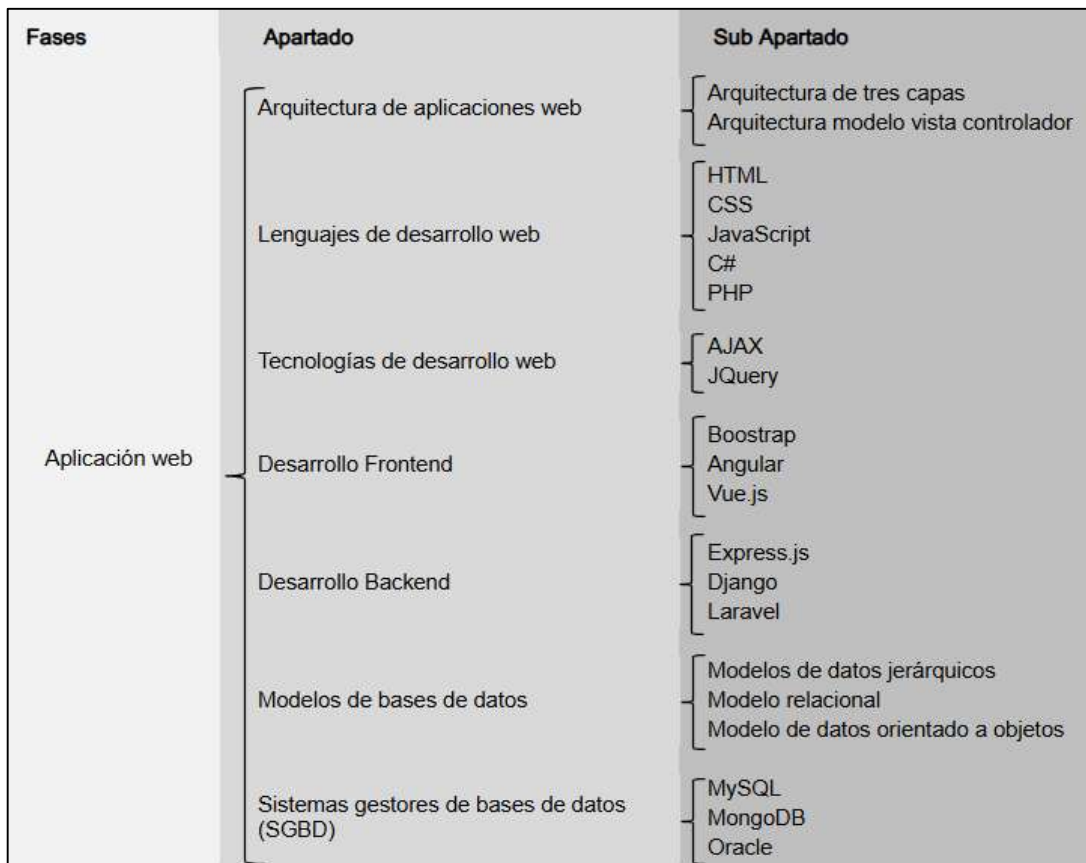 Fases Apartado Sub Apartado
Arquitectura de aplicaciones web
Arquitectura de tres capas
Arquitectura modelo vista controlador
Lenguajes de desarrollo web
HTML
CSS
JavaScript
C#
PHP
Tecnologías de desarrollo web
AJAX
JQuery
Aplicación web
Desarrollo Frontend
Boostrap
Angular
Vue.js
Desarrollo Backend
Express.js
Django
Laravel
Modelos de bases de datos
Modelos de datos jerárquicos
Modelo relacional
Modelo de datos orientado a objetos
Sistemas gestores de bases de datos
(SGBD)
MySQL
MongoDB
Oracle